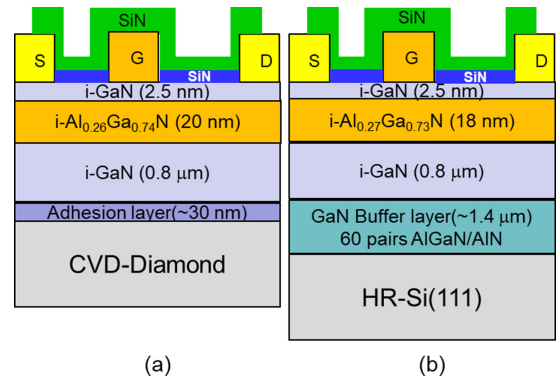 SiN
S
G
D
SiN
i-GaN (2.5 nm)
i-Al0.26Ga0.74N (20 nm)
i-GaN (0.8 μm)
Adhesion layer(~30 nm)
CVD-Diamond
(a)
SiN
S
G
D
SiN
i-GaN (2.5 nm)
i-Al0.27Ga0.73N (18 nm)
i-GaN (0.8 μm)
GaN Buffer layer(~1.4 μm)
60 pairs AlGaN/AlN
HR-Si(111)
(b)